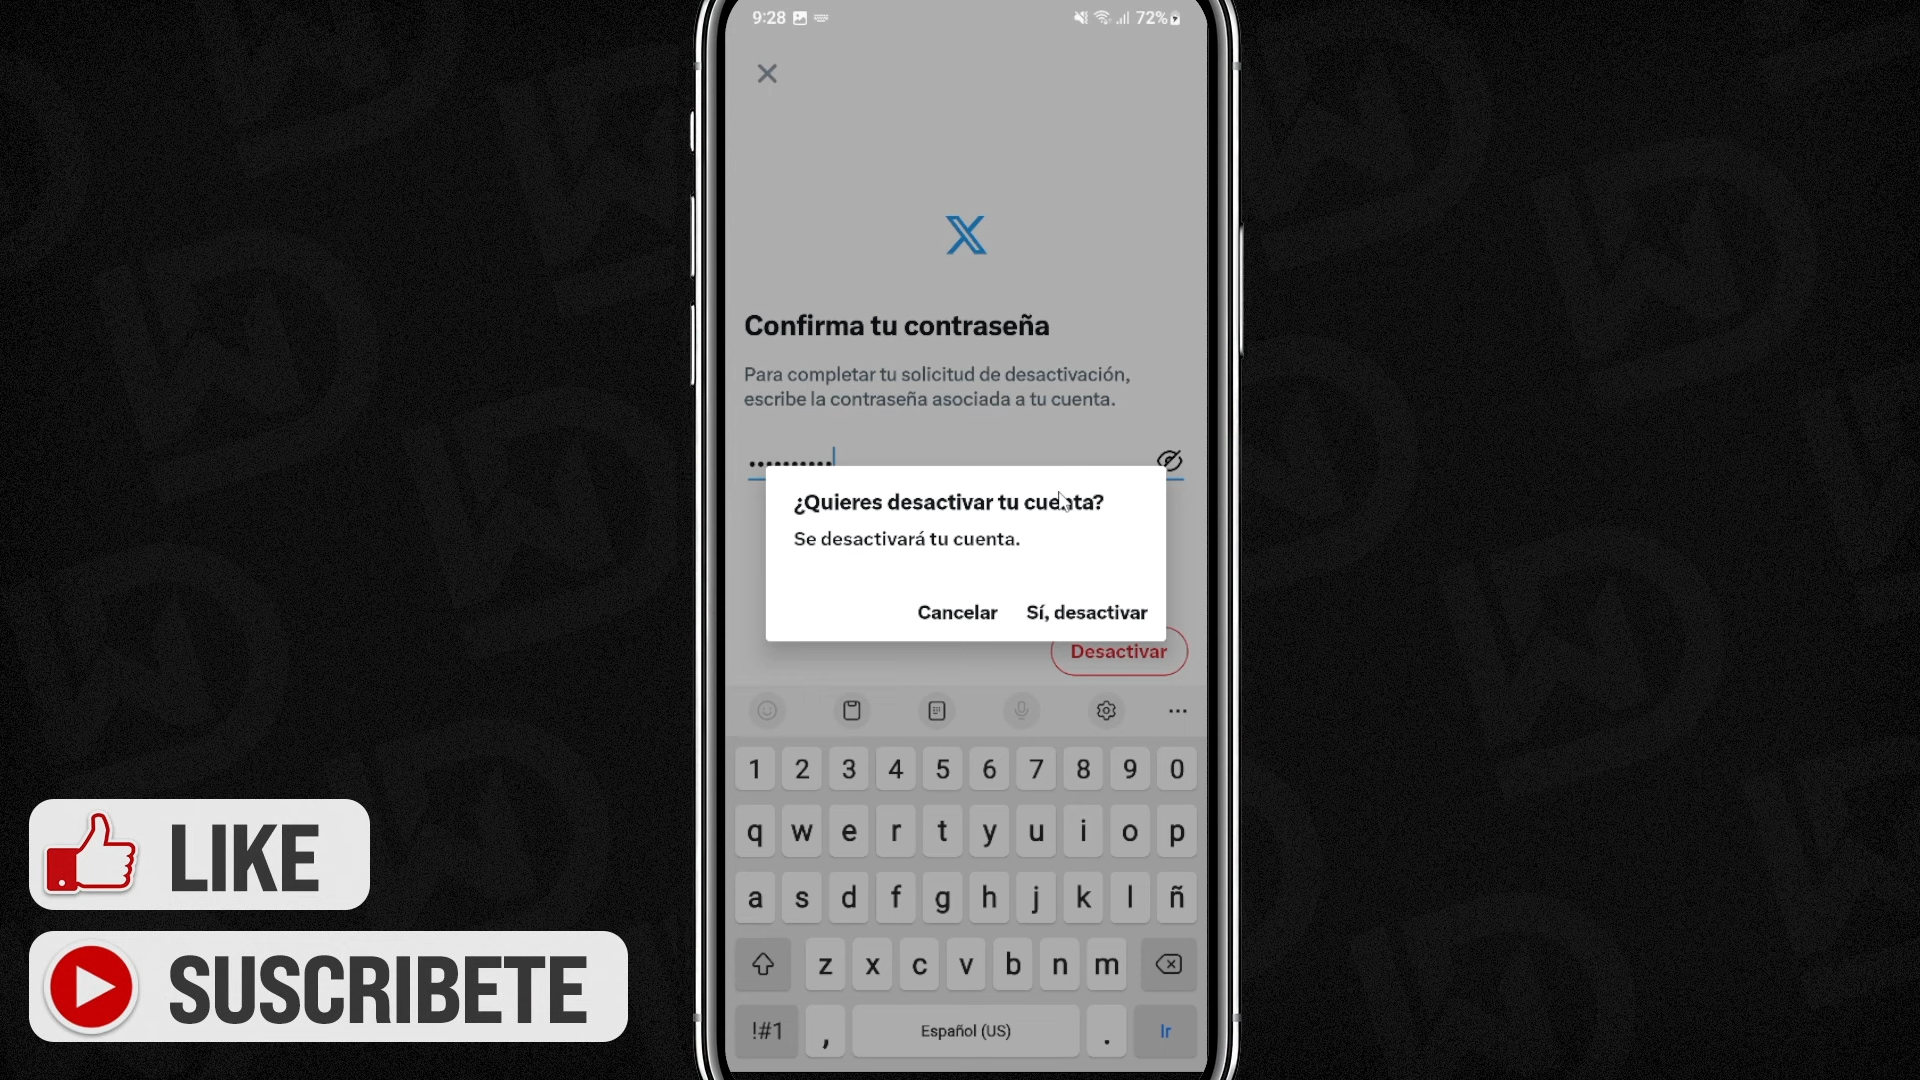 9:28
72%
Confirma tu contraseña
Para completar tu solicitud de desactivación,
escribe la contraseña asociada a tu cuenta.
¿Quieres desactivar tu cuenta?
Se desactivará tu cuenta.
Cancelar Sí, desactivar
Desactivar
1 2 3 4 5 6 7 8 9 0
q w e r t y u i o p
a s d f g h j k l ñ
z x c v b n m
!#1 , Español (US) . Ir
LIKE
SUSCRIBETE